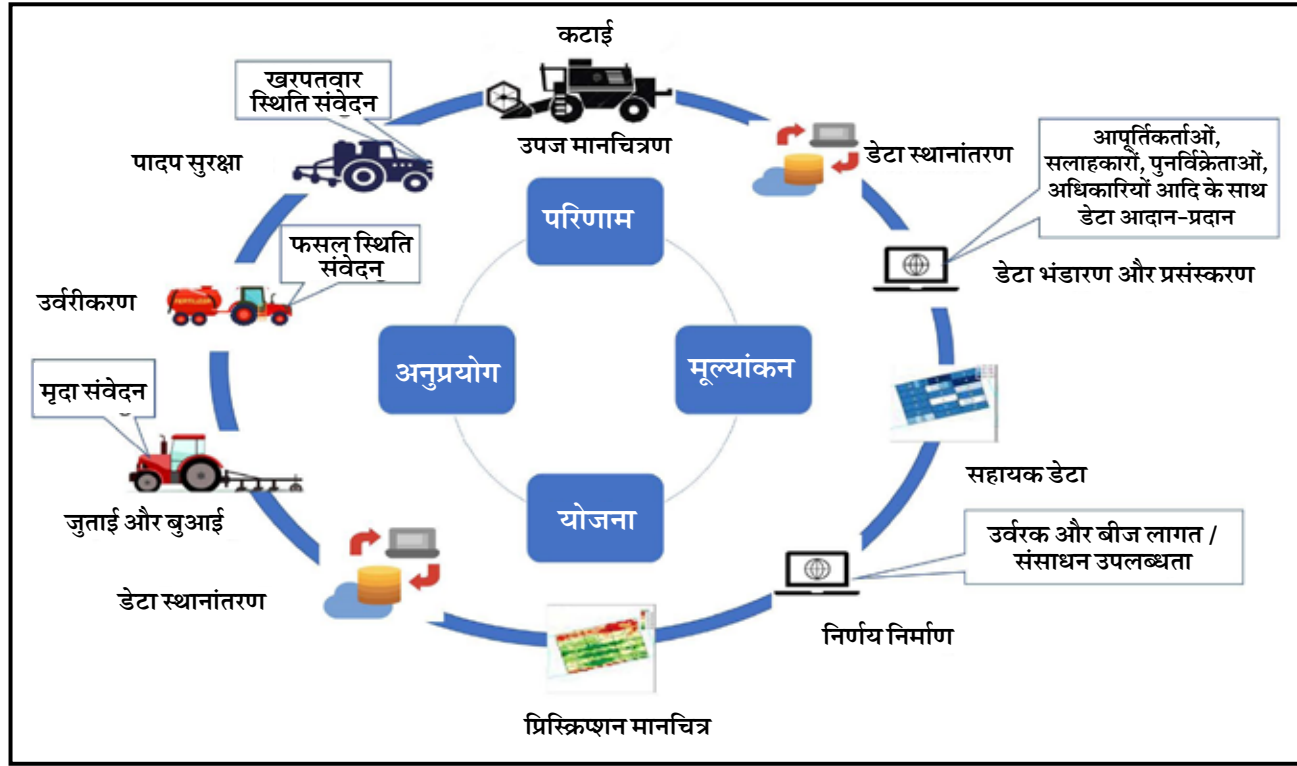 कटाई
उपज मानचित्रण
डेटा स्थानांतरण
आपूर्तिकर्ताओं,
सलाहकारों, पुनर्विक्रेताओं,
अधिकारियों आदि के साथ
डेटा आदान-प्रदान
डेटा भंडारण और प्रसंस्करण
सहायक डेटा
उर्वरक और बीज लागत /
संसाधन उपलब्धता
निर्णय निर्माण
प्रिस्क्रिप्शन मानचित्र
डेटा स्थानांतरण
जुताई और बुआई
मृदा संवेदन
उर्वरीकरण
FERTILIZER
फसल स्थिति
संवेदन
पादप सुरक्षा
खरपतवार
स्थिति संवेदन
परिणाम
मूल्यांकन
योजना
अनुप्रयोग